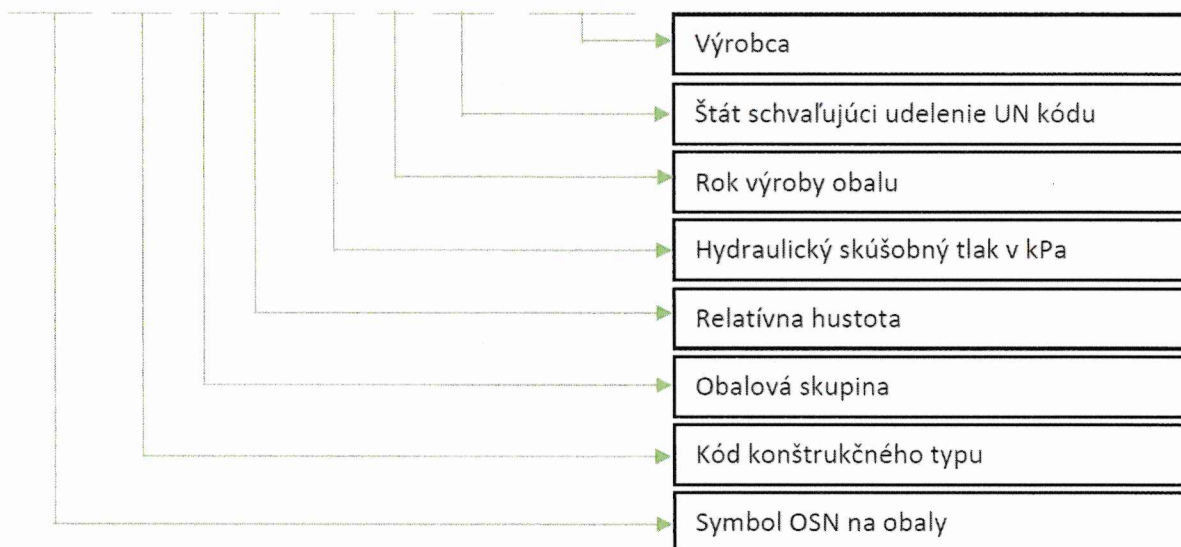 Výrobca
Štát schvaľujúci udelenie UN kódu
Rok výroby obalu
Hydraulický skúšobný tlak v kPa
Relatívna hustota
Obalová skupina
Kód konštrukčného typu
Symbol OSN na obaly